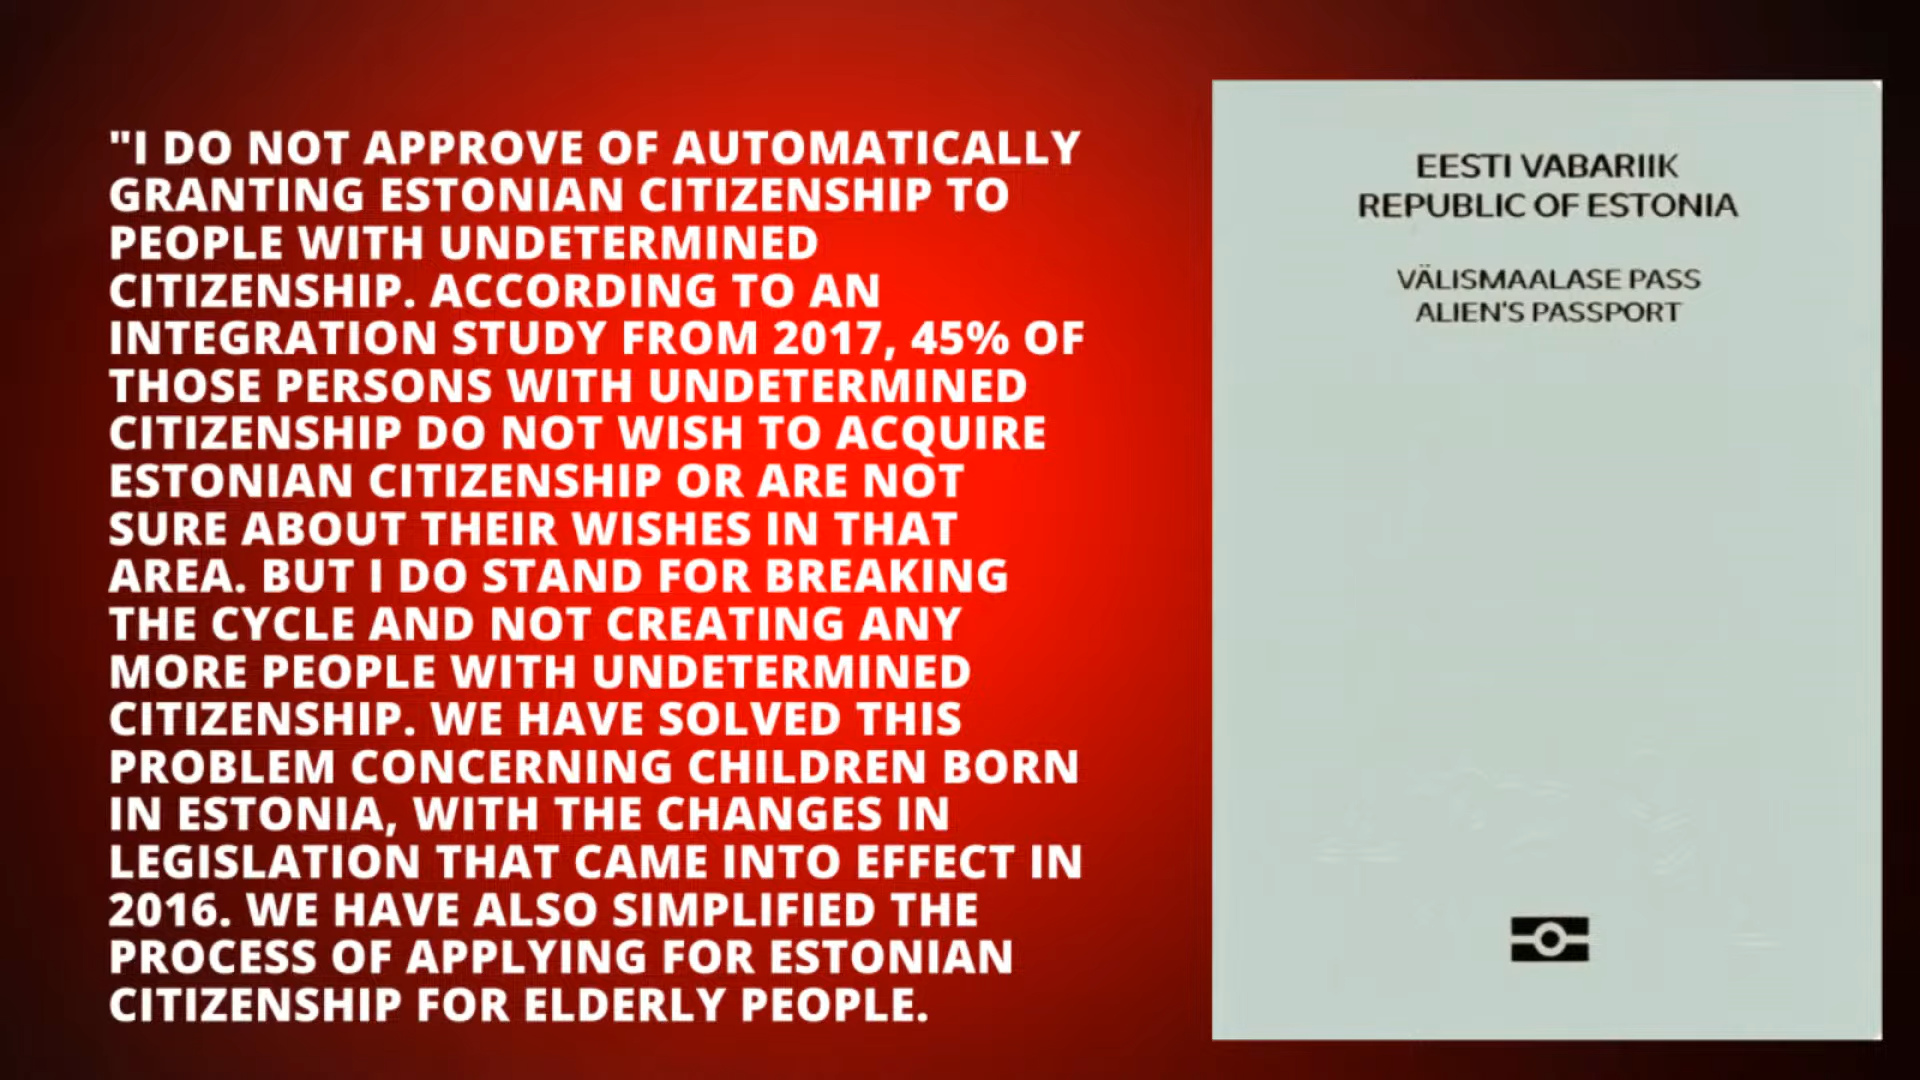 "I DO NOT APPROVE OF AUTOMATICALLY
GRANTING ESTONIAN CITIZENSHIP TO
PEOPLE WITH UNDETERMINED
CITIZENSHIP. ACCORDING TO AN
INTEGRATION STUDY FROM 2017, 45% OF
THOSE PERSONS WITH UNDETERMINED
CITIZENSHIP DO NOT WISH TO ACQUIRE
ESTONIAN CITIZENSHIP OR ARE NOT
SURE ABOUT THEIR WISHES IN THAT
AREA. BUT I DO STAND FOR BREAKING
THE CYCLE AND NOT CREATING ANY
MORE PEOPLE WITH UNDETERMINED
CITIZENSHIP. WE HAVE SOLVED THIS
PROBLEM CONCERNING CHILDREN BORN
IN ESTONIA, WITH THE CHANGES IN
LEGISLATION THAT CAME INTO EFFECT IN
2016. WE HAVE ALSO SIMPLIFIED THE
PROCESS OF APPLYING FOR ESTONIAN
CITIZENSHIP FOR ELDERLY PEOPLE.
EESTI VABARIIK
REPUBLIC OF ESTONIA
VÄLISMAALASE PASS
ALIEN'S PASSPORT